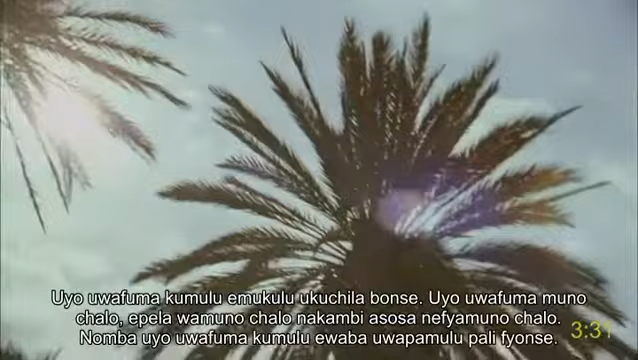 Uyo uwafuma kumulu emukulu ukuchila bonse. Uyo uwafuma muno
chalo, epela wamuno chalo nakambi asosa nefyamuno chalo.
Nomba uyo uwafuma kumulu ewaba uwapamulu pali fyonse.
3:31